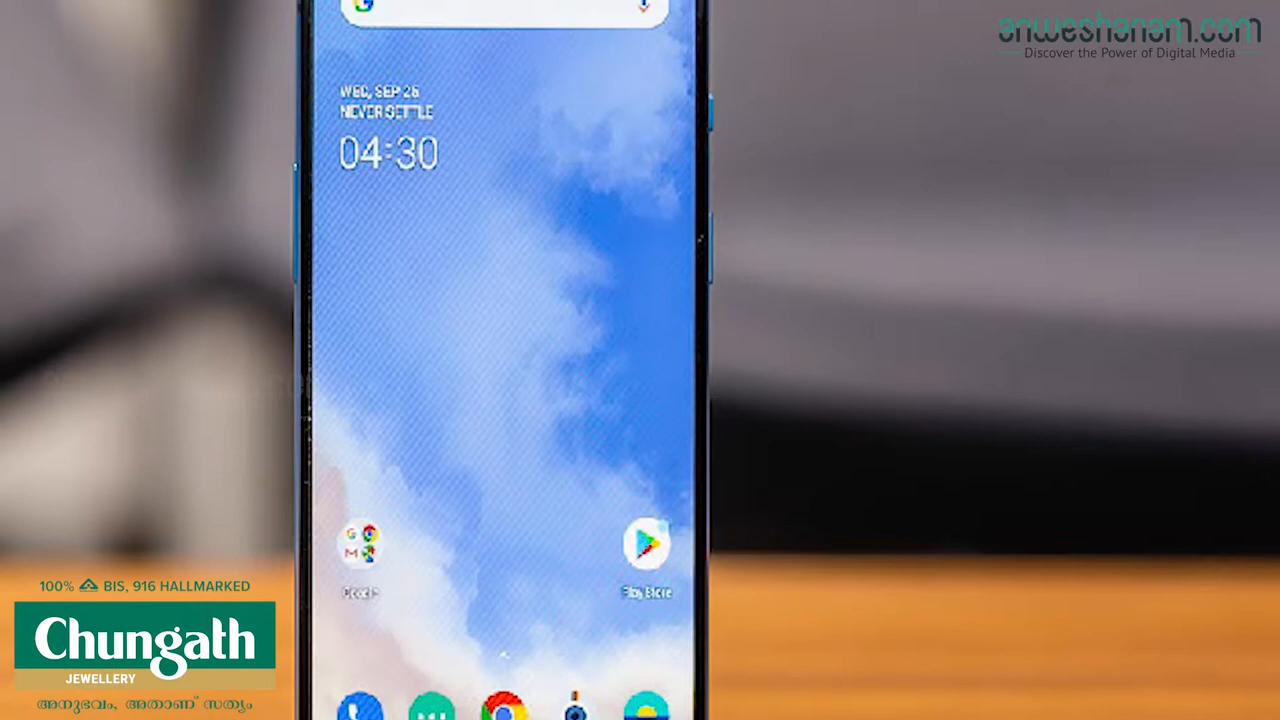 anweshanam.com
Discover the Power of Digital Media
WED, SEP 26
NEVER SETTLE
04:30
Google
Play Store
100% BIS, 916 HALLMARKED
Chungath
JEWELLERY
അനുഭവം, അതാണ് സത്യം